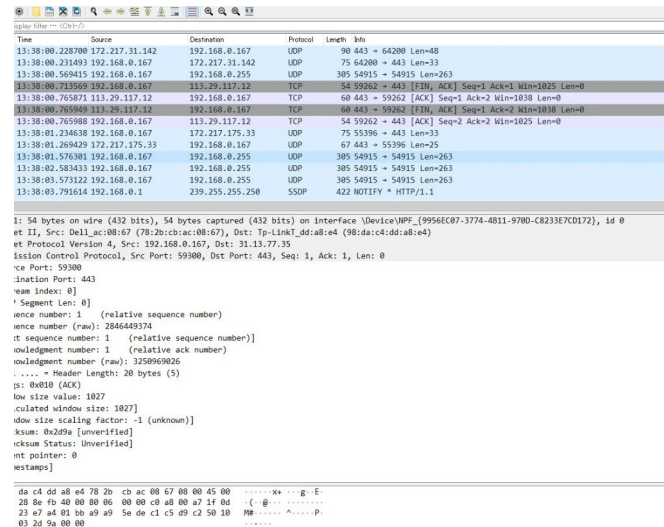 isplay filter ··· <Ctrl-/>
Time Source Destination Protocol Length Info
13:38:00.228700 172.217.31.142 192.168.0.167 UDP 90 443 → 64200 Len=48
13:38:00.231493 192.168.0.167 172.217.31.142 UDP 75 64200 → 443 Len=33
13:38:00.569415 192.168.0.167 192.168.0.255 UDP 305 54915 → 54915 Len=263
13:38:00.713569 192.168.0.167 113.29.117.12 TCP 54 59262 → 443 [FIN, ACK] Seq=1 Ack=1 Win=1025 Len=0
13:38:00.765871 113.29.117.12 192.168.0.167 TCP 60 443 → 59262 [ACK] Seq=1 Ack=2 Win=1038 Len=0
13:38:00.765949 113.29.117.12 192.168.0.167 TCP 60 443 → 59262 [FIN, ACK] Seq=1 Ack=2 Win=1038 Len=0
13:38:00.765988 192.168.0.167 113.29.117.12 TCP 54 59262 → 443 [ACK] Seq=2 Ack=2 Win=1025 Len=0
13:38:01.234638 192.168.0.167 172.217.175.33 UDP 75 55396 → 443 Len=33
13:38:01.269429 172.217.175.33 192.168.0.167 UDP 67 443 → 55396 Len=25
13:38:01.576301 192.168.0.167 192.168.0.255 UDP 305 54915 → 54915 Len=263
13:38:02.583433 192.168.0.167 192.168.0.255 UDP 305 54915 → 54915 Len=263
13:38:03.573122 192.168.0.167 192.168.0.255 UDP 305 54915 → 54915 Len=263
13:38:03.791614 192.168.0.1 239.255.255.250 SSDP 422 NOTIFY * HTTP/1.1
1: 54 bytes on wire (432 bits), 54 bytes captured (432 bits) on interface \Device\NPF_{9956EC07-3774-4B11-970D-C8233E7CD172}, id 0
et II, Src: Dell_ac:08:67 (78:2b:cb:ac:08:67), Dst: Tp-LinkT_dd:a8:e4 (98:da:c4:dd:a8:e4)
et Protocol Version 4, Src: 192.168.0.167, Dst: 31.13.77.35
ission Control Protocol, Src Port: 59300, Dst Port: 443, Seq: 1, Ack: 1, Len: 0
rce Port: 59300
tination Port: 443
ream index: 0]
P Segment Len: 0]
uence number: 1 (relative sequence number)
uence number (raw): 2846449374
xt sequence number: 1 (relative sequence number)]
nowledgment number: 1 (relative ack number)
nowledgment number (raw): 3250969026
. .... = Header Length: 20 bytes (5)
gs: 0x010 (ACK)
dow size value: 1027
lculated window size: 1027]
ndow size scaling factor: -1 (unknown)]
cksum: 0x2d9a [unverified]
ecksum Status: Unverified]
ent pointer: 0
mestamps]
da c4 dd a8 e4 78 2b cb ac 08 67 08 00 45 00 ······x+ ···g··E·
28 8e fb 40 00 80 06 00 00 c0 a8 00 a7 1f 0d ·(··@··· ········
23 e7 a4 01 bb a9 a9 5e de c1 c5 d9 c2 50 10 M#······ ^·····P·
03 2d 9a 00 00 ··-···